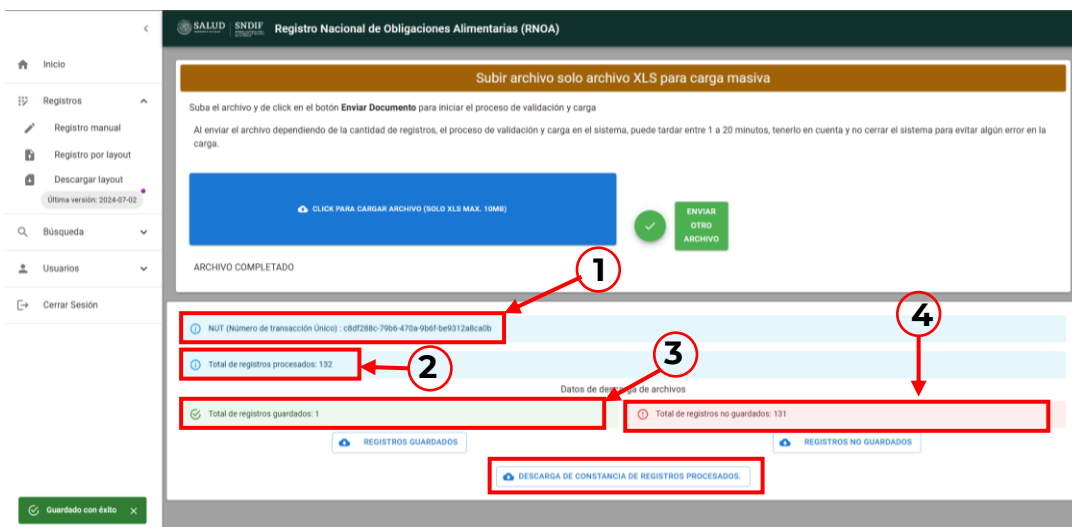 SALUD
SNDIF
Registro Nacional de Obligaciones Alimentarias (RNOA)
Inicio
Registros
Registro manual
Registro por layout
Descargar layout
Última versión: 2024-07-02
Búsqueda
Usuarios
Cerrar Sesión
Subir archivo solo archivo XLS para carga masiva
Suba el archivo y de click en el botón Enviar Documento para iniciar el proceso de validación y carga
Al enviar el archivo dependiendo de la cantidad de registros, el proceso de validación y carga en el sistema, puede tardar entre 1 a 20 minutos, tenerlo en cuenta y no cerrar el sistema para evitar algún error en la
carga.
CLICK PARA CARGAR ARCHIVO (SOLO XLS MAX. 10MB)
ENVIAR
OTRO
ARCHIVO
ARCHIVO COMPLETADO
1
NUT (Número de transacción Único) : c8df288c-79b6-470a-9b6f-be9312a8ca0b
4
Total de registros procesados: 132
2
3
Datos de descarga de archivos
Total de registros guardados: 1
Total de registros no guardados: 131
REGISTROS GUARDADOS
REGISTROS NO GUARDADOS
DESCARGA DE CONSTANCIA DE REGISTROS PROCESADOS.
Guardado con éxito